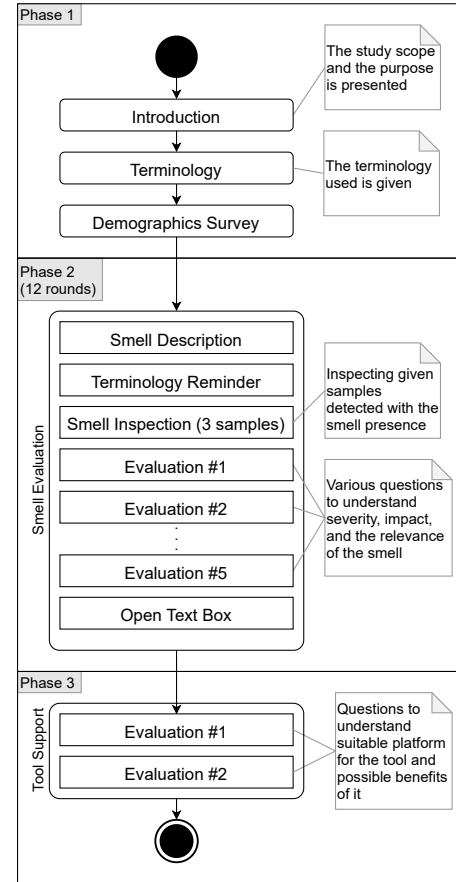 Phase 1
The study scope
and the purpose
is presented
Introduction
Terminology
The terminology
used is given
Demographics Survey
Phase 2
(12 rounds)
Smell Evaluation
Smell Description
Terminology Reminder
Smell Inspection (3 samples)
Inspecting given
samples
detected with the
smell presence
Evaluation #1
Evaluation #2
.
.
.
Evaluation #5
Various questions
to understand
severity, impact,
and the relevance
of the smell
Open Text Box
Phase 3
Tool Support
Evaluation #1
Evaluation #2
Questions to
understand
suitable platform
for the tool and
possible benefits
of it